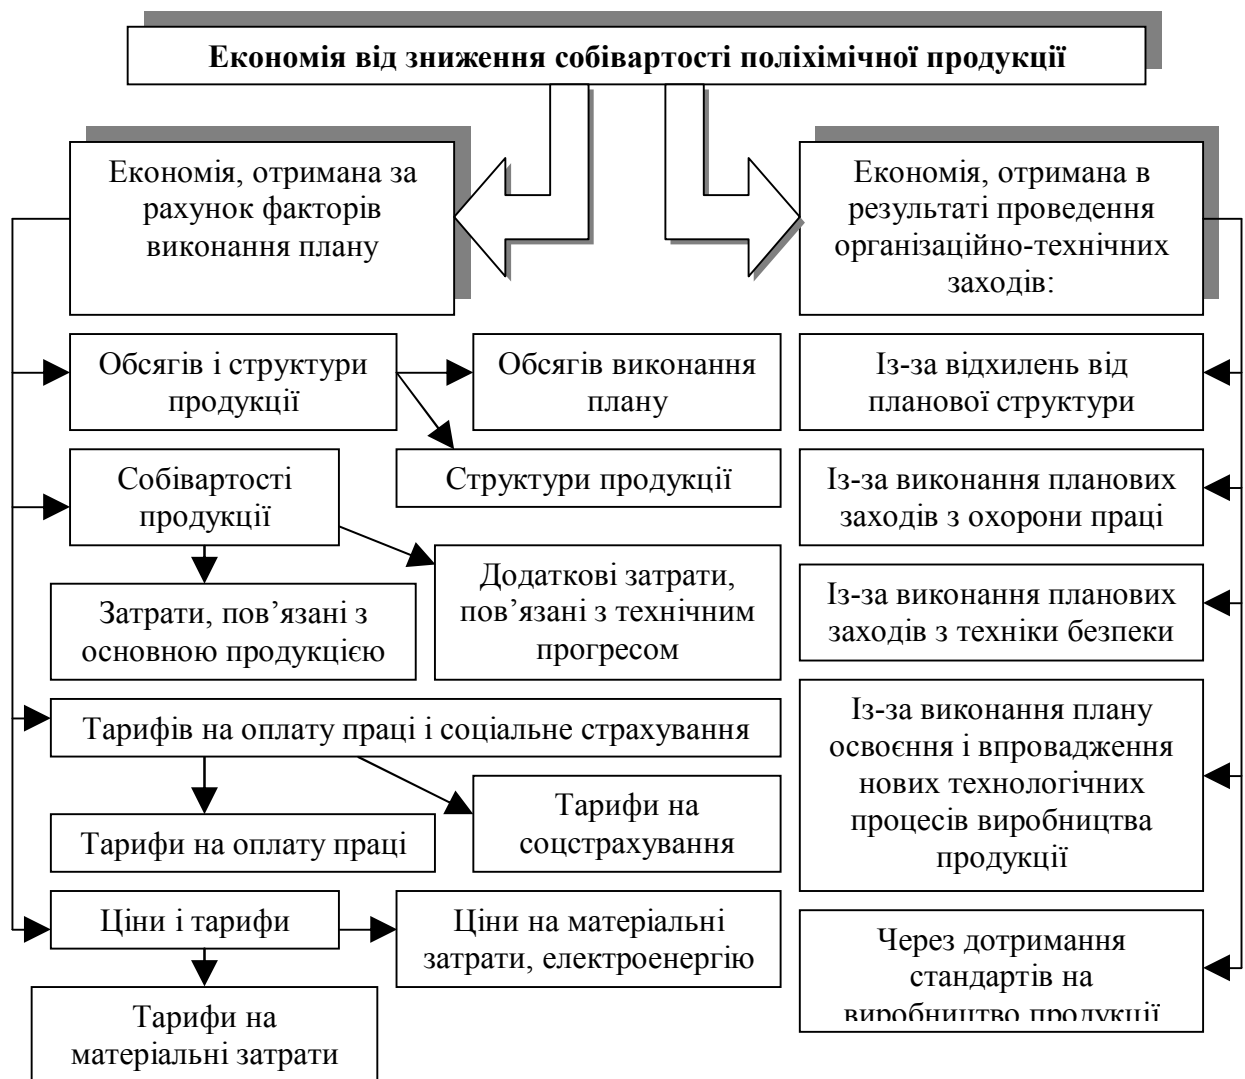 Економія від зниження собівартості поліхімічної продукції
Економія, отримана за
рахунок факторів
виконання плану
Економія, отримана в
результаті проведення
організаційно-технічних
заходів:
Обсягів і структури
продукції
Обсягів виконання
плану
Структури продукції
Собівартості
продукції
Затрати, пов’язані з
основною продукцією
Додаткові затрати,
пов’язані з технічним
прогресом
Тарифів на оплату праці і соціальне страхування
Тарифи на оплату праці
Тарифи на
соцстрахування
Ціни і тарифи
Ціни на матеріальні
затрати, електроенергію
Тарифи на
матеріальні затрати
Із-за відхилень від
планової структури
Із-за виконання планових
заходів з охорони праці
Із-за виконання планових
заходів з техніки безпеки
Із-за виконання плану
освоєння і впровадження
нових технологічних
процесів виробництва
продукції
Через дотримання
стандартів на
виробництво продукції